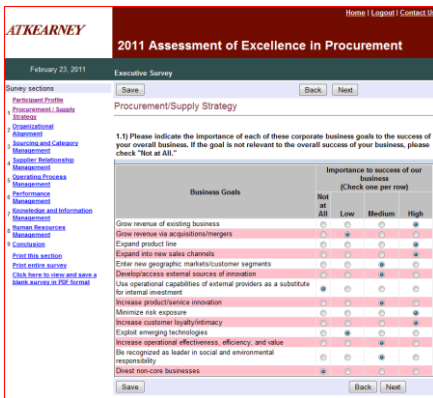 ATKEARNEY
Home | Logout | Contact Us
2011 Assessment of Excellence in Procurement
February 23, 2011
Executive Survey
Survey sections
Participant Profile
1 Procurement / Supply
Strategy
2 Organizational
Alignment
3 Sourcing and Category
Management
4 Supplier Relationship
Management
5 Operating Process
Management
6 Performance
Management
7 Knowledge and Information
Management
8 Human Resources
Management
9 Conclusion
Print this section
Print entire survey
Click here to view and save a
blank survey in PDF format
Save
Back Next
Procurement/Supply Strategy
1.1) Please indicate the importance of each of these corporate business goals to the success of
your overall business. If the goal is not relevant to the overall success of your business, please
check "Not at All."
Business Goals
Importance to success of our
business
(Check one per row)
Not
at
All Low Medium High
Grow revenue of existing business
Grow revenue via acquisitions/mergers
Expand product line
Expand into new sales channels
Enter new geographic markets/customer segments
Develop/access external sources of innovation
Use operational capabilities of external providers as a substitute
for internal investment
Increase product/service innovation
Minimize risk exposure
Increase customer loyalty/intimacy
Exploit emerging technologies
Increase operational effectiveness, efficiency, and value
Be recognized as leader in social and environmental
responsibility
Divest non-core businesses
Save
Back Next